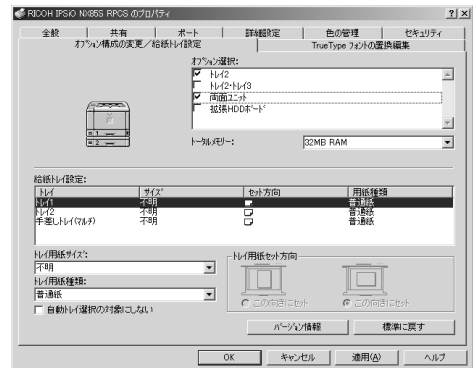 RICOH IPSiO NX85S RPCS のプロパティ
全般 共有 ポート 詳細設定 色の管理 セキュリティ
オプション構成の変更／給紙トレイ設定 TrueType フォントの置換編集
オプション選択:
トレイ2
トレイ2・トレイ3
両面ユニット
拡張HDDボード
トータルメモリー: 32MB RAM
給紙トレイ設定:
トレイ サイズ セット方向 用紙種類
トレイ1 不明 普通紙
トレイ2 不明 普通紙
手差しトレイ(マルチ) 不明 普通紙
トレイ用紙サイズ: トレイ用紙セット方向
不明
トレイ用紙種類:
普通紙
この向きにセット この向きにセット
自動トレイ選択の対象にしない
バージョン情報 標準に戻す
OK キャンセル 適用(A) ヘルプ